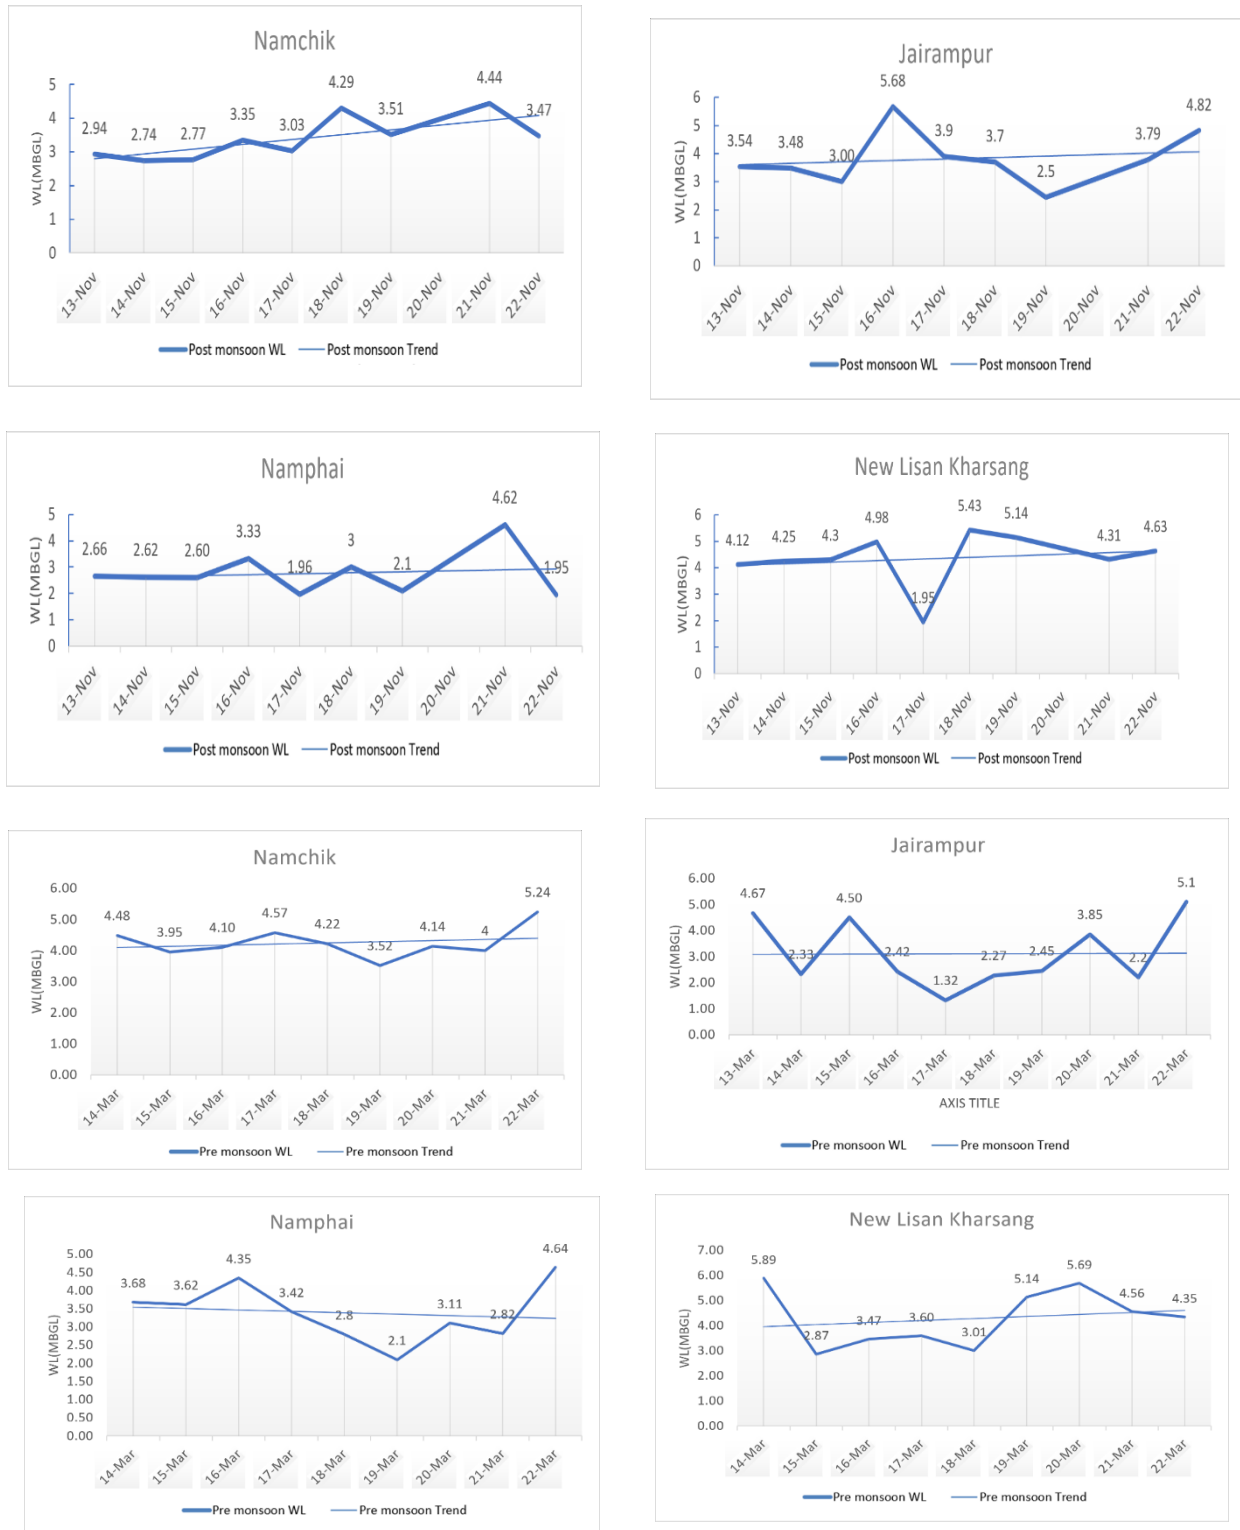 Namchik
5
4
3
2
1
0
WL(MBGL)
2.94 2.74 2.77 3.35 3.03 4.29 3.51 4.44 3.47
13-Nov 14-Nov 15-Nov 16-Nov 17-Nov 18-Nov 19-Nov 20-Nov 21-Nov 22-Nov
Post monsoon WL Post monsoon Trend
Jairampur
6
5
4
3
2
1
0
WL(MBGL)
3.54 3.48 3.00 5.68 3.9 3.7 2.5 3.79 4.82
13-Nov 14-Nov 15-Nov 16-Nov 17-Nov 18-Nov 19-Nov 20-Nov 21-Nov 22-Nov
Post monsoon WL Post monsoon Trend
Namphai
5
4
3
2
1
0
WL(MBGL)
2.66 2.62 2.60 3.33 1.96 3 2.1 4.62 1.95
13-Nov 14-Nov 15-Nov 16-Nov 17-Nov 18-Nov 19-Nov 20-Nov 21-Nov 22-Nov
Post monsoon WL Post monsoon Trend
New Lisan Kharsang
6
5
4
3
2
1
0
WL(MBGL)
4.12 4.25 4.3 4.98 1.95 5.43 5.14 4.31 4.63
13-Nov 14-Nov 15-Nov 16-Nov 17-Nov 18-Nov 19-Nov 20-Nov 21-Nov 22-Nov
Post monsoon WL Post monsoon Trend
Namchik
6.00
5.00
4.00
3.00
2.00
1.00
0.00
WL(MBGL)
4.48 3.95 4.10 4.57 4.22 3.52 4.14 4 5.24
14-Mar 15-Mar 16-Mar 17-Mar 18-Mar 19-Mar 20-Mar 21-Mar 22-Mar
Pre monsoon WL Pre monsoon Trend
Jairampur
6.00
5.00
4.00
3.00
2.00
1.00
0.00
WL(MBGL)
4.67 2.33 4.50 2.42 1.32 2.27 2.45 3.85 2.2 5.1
13-Mar 14-Mar 15-Mar 16-Mar 17-Mar 18-Mar 19-Mar 20-Mar 21-Mar 22-Mar
AXIS TITLE
Pre monsoon WL Pre monsoon Trend
Namphai
5.00
4.50
4.00
3.50
3.00
2.50
2.00
1.50
1.00
0.50
0.00
WL(MBGL)
3.68 3.62 4.35 3.42 2.8 2.1 3.11 2.82 4.64
14-Mar 15-Mar 16-Mar 17-Mar 18-Mar 19-Mar 20-Mar 21-Mar 22-Mar
Pre monsoon WL Pre monsoon Trend
New Lisan Kharsang
7.00
6.00
5.00
4.00
3.00
2.00
1.00
0.00
WL(MBGL)
5.89 2.87 3.47 3.60 3.01 5.14 5.69 4.56 4.35
14-Mar 15-Mar 16-Mar 17-Mar 18-Mar 19-Mar 20-Mar 21-Mar 22-Mar
Pre monsoon WL Pre monsoon Trend